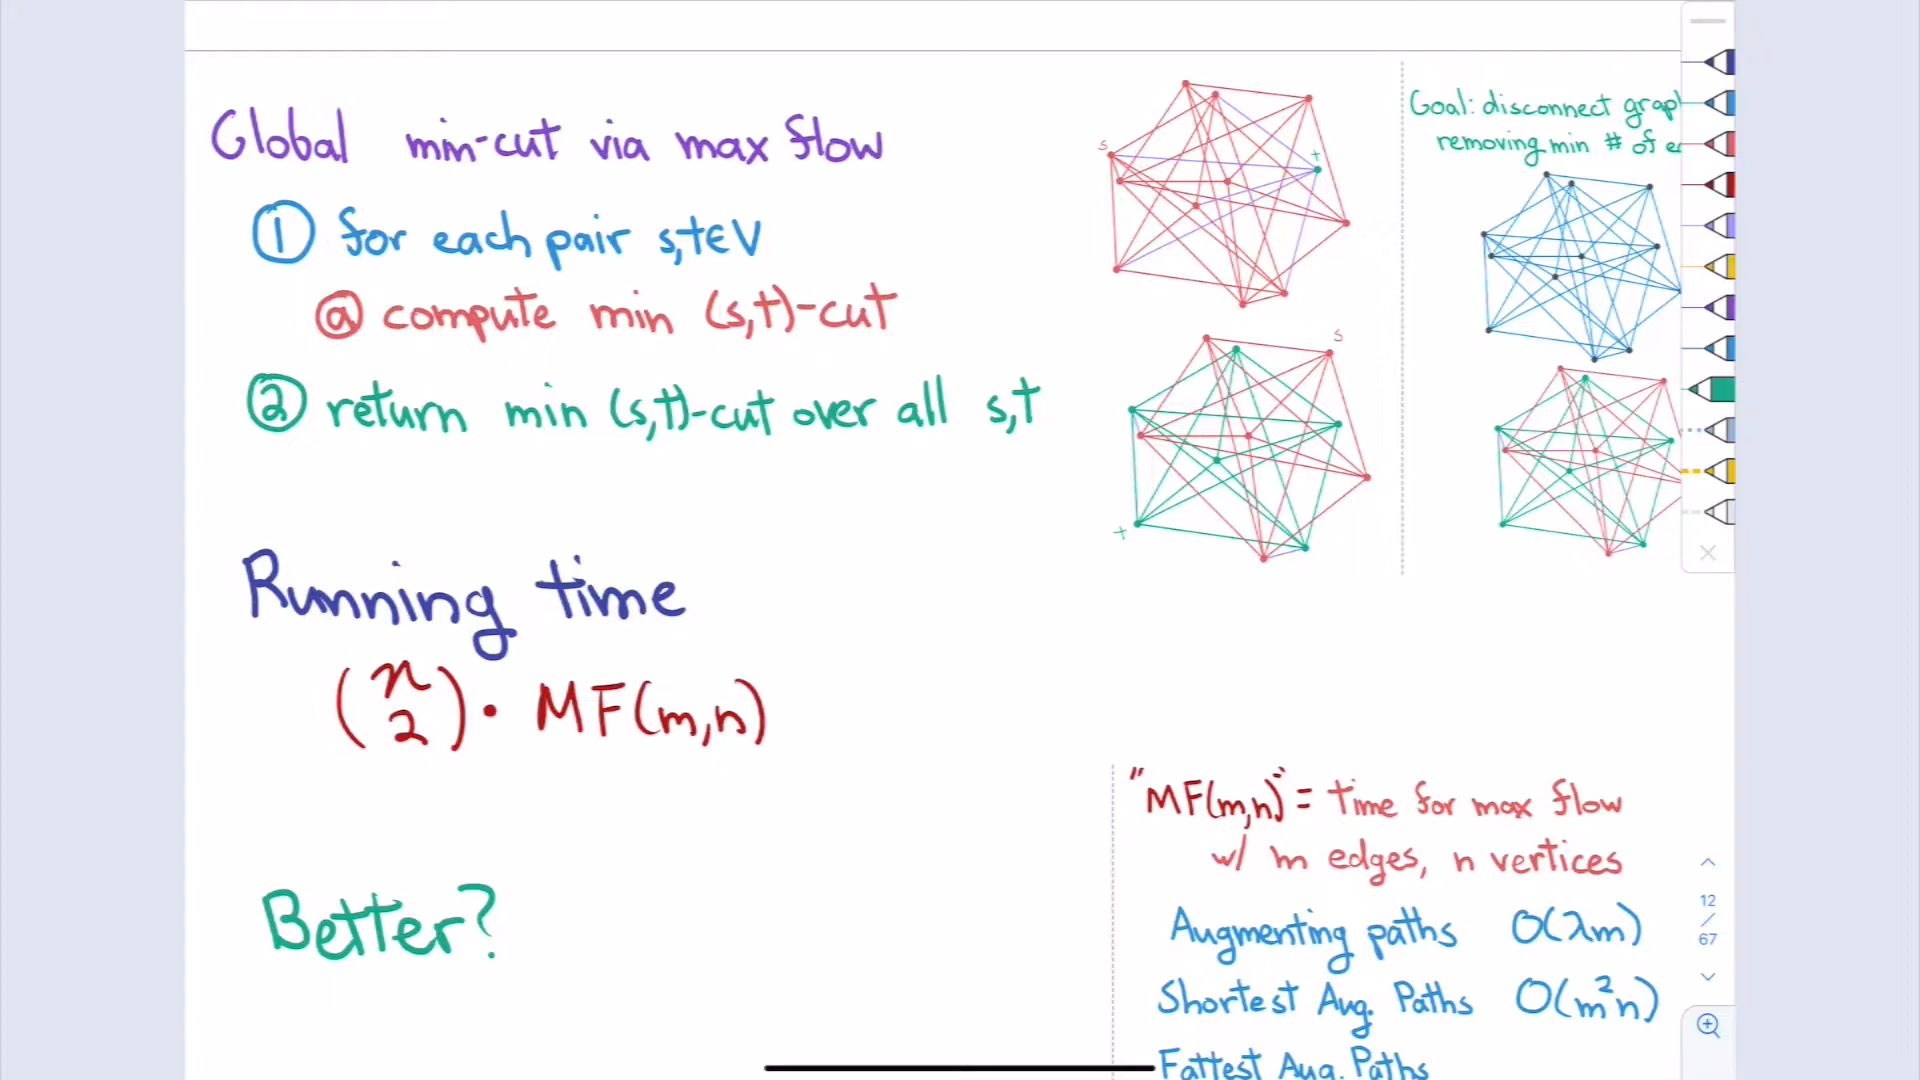 Global min-cut via max flow
① for each pair s,t∈V
ⓐ compute min (s,t)-cut
② return min (s,t)-cut over all s,t
Running time
(n 2) • MF(m,n)
Better?
s
t
s
t
Goal: disconnect grap
removing min # of e
"MF(m,n)" = time for max flow
w/ m edges, n vertices
Augmenting paths O(λm)
Shortest Aug. Paths O(m²n)
Fattest Aug. Paths
12
/
67